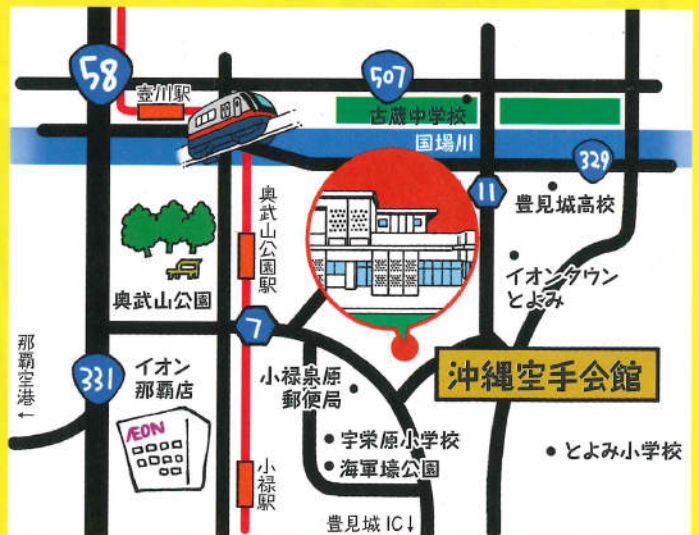 58
507
壺川駅
古蔵中学校
国場川
329
11
豊見城高校
奥武山公園駅
イオンタウン
とよみ
奥武山公園
7
那覇空港←
331
イオン
那覇店
ÆON
小禄泉原
郵便局
沖縄空手会館
宇栄原小学校
海軍壕公園
とよみ小学校
小禄駅
豊見城IC↓